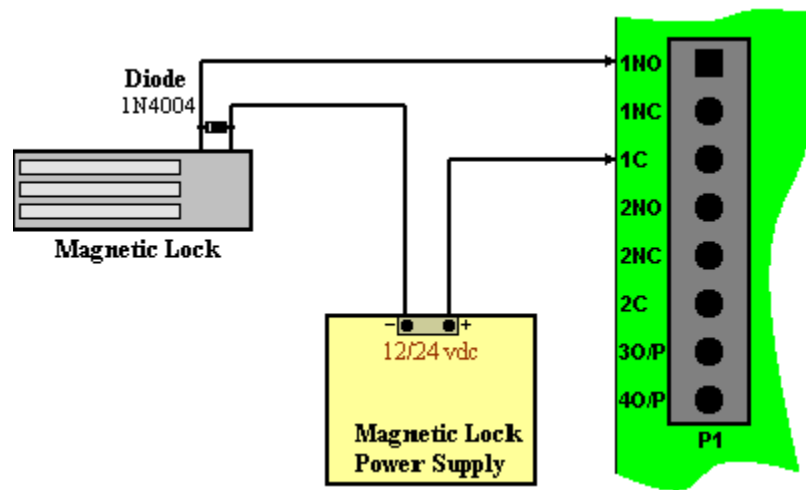 Diode
1N4004
Magnetic Lock
- +
12/24 vdc
Magnetic Lock
Power Supply
1NO
1NC
1C
2NO
2NC
2C
3O/P
4O/P
P1